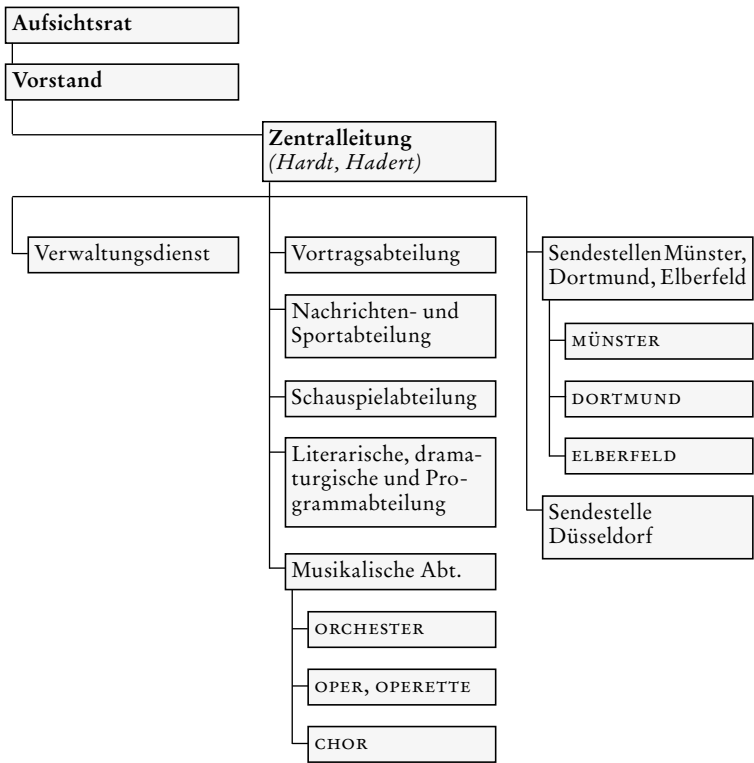 Aufsichtsrat
Vorstand
Zentralleitung
(Hardt, Hadert)
Verwaltungsdienst
Vortragsabteilung
Nachrichten- und
Sportabteilung
Schauspielabteilung
Literarische, drama-
turgische und Pro-
grammabteilung
Musikalische Abt.
ORCHESTER
OPER, OPERETTE
CHOR
Sendestellen Münster,
Dortmund, Elberfeld
MÜNSTER
DORTMUND
ELBERFELD
Sendestelle
Düsseldorf